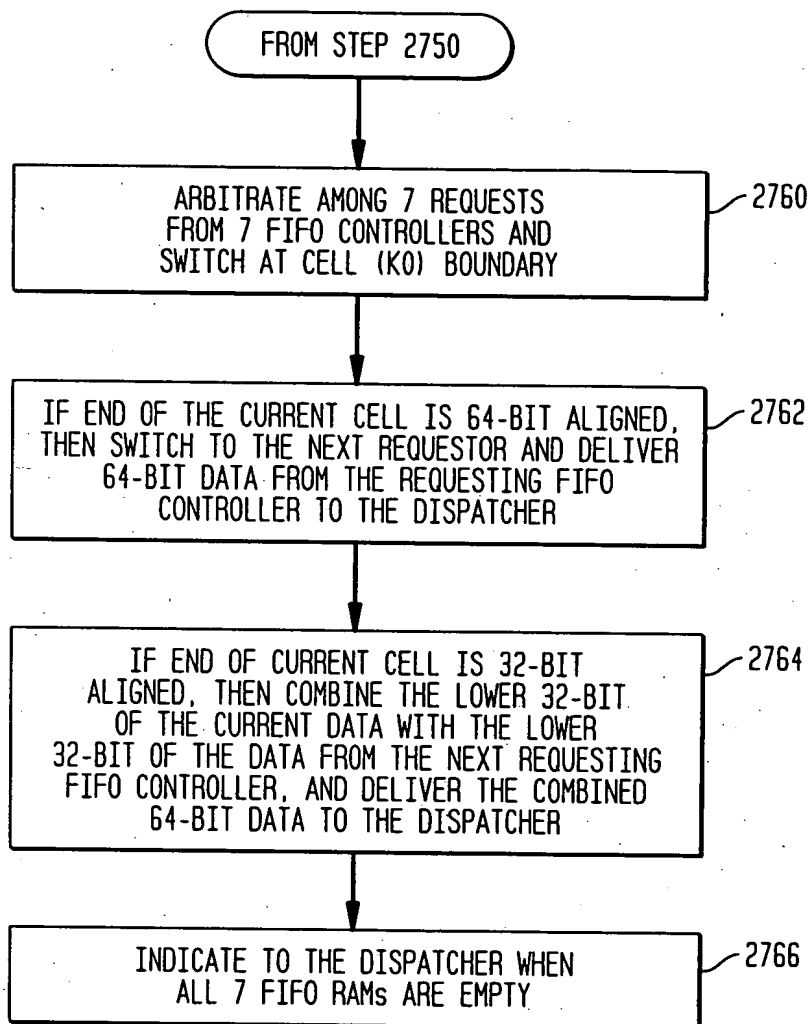 FROM STEP 2750
ARBITRATE AMONG 7 REQUESTS
FROM 7 FIFO CONTROLLERS AND
SWITCH AT CELL (K0) BOUNDARY
2760
IF END OF THE CURRENT CELL IS 64-BIT ALIGNED,
THEN SWITCH TO THE NEXT REQUESTOR AND DELIVER
64-BIT DATA FROM THE REQUESTING FIFO
CONTROLLER TO THE DISPATCHER
2762
IF END OF CURRENT CELL IS 32-BIT
ALIGNED, THEN COMBINE THE LOWER 32-BIT
OF THE CURRENT DATA WITH THE LOWER
32-BIT OF THE DATA FROM THE NEXT REQUESTING
FIFO CONTROLLER, AND DELIVER THE COMBINED
64-BIT DATA TO THE DISPATCHER
2764
INDICATE TO THE DISPATCHER WHEN
ALL 7 FIFO RAMs ARE EMPTY
2766